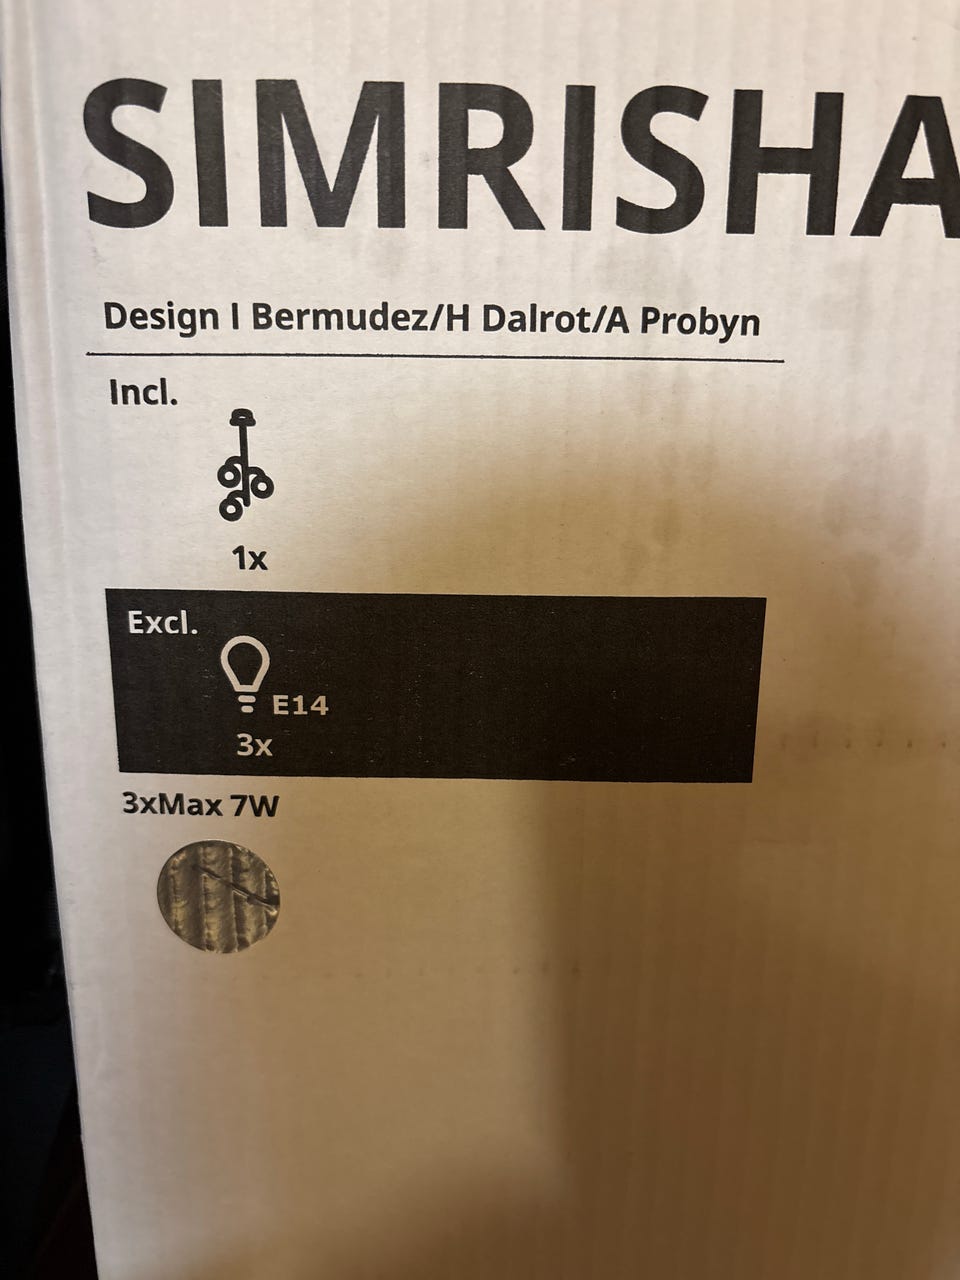 SIMRISHA
Design I Bermudez/H Dalrot/A Probyn
Incl.
1x
Excl.
E14
3x
3xMax 7W